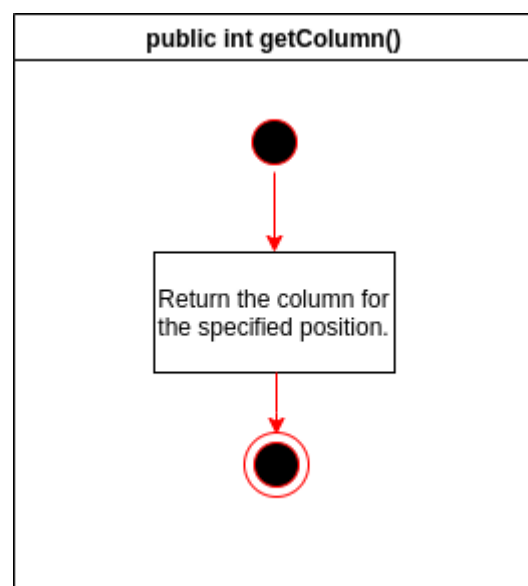 public int getColumn()
Return the column for
the specified position.